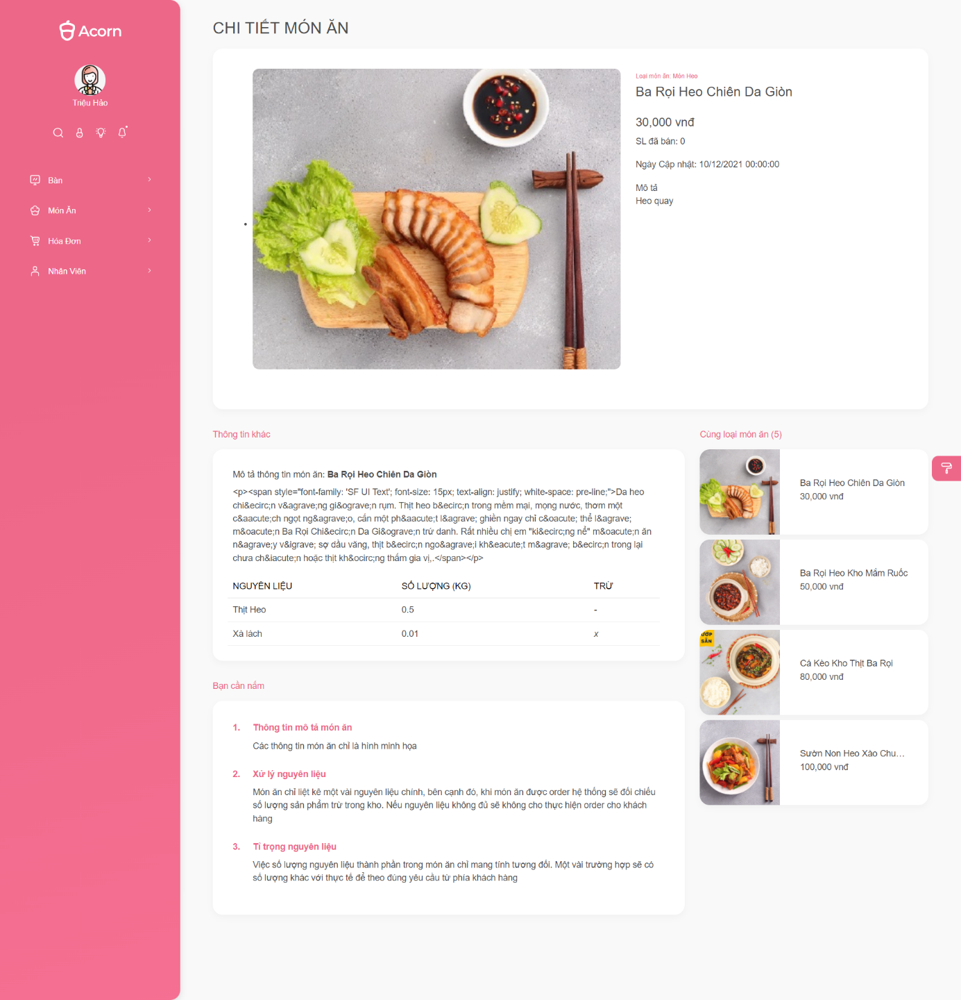 Acorn
Triệu Hảo
Bàn
Món Ăn
Hóa Đơn
Nhân Viên
CHI TIẾT MÓN ĂN
Loại món ăn: Món Heo
Ba Rọi Heo Chiên Da Giòn
30,000 vnđ
SL đã bán: 0
Ngày Cập nhật: 10/12/2021 00:00:00
Mô tả
Heo quay
Thông tin khác
Mô tả thông tin món ăn: Ba Rọi Heo Chiên Da Giòn
<p><span style="font-family: 'SF UI Text'; font-size: 15px; text-align: justify; white-space: pre-line;">Da heo
chi&ecirc;n v&agrave;ng gi&ograve;n rụm. Thịt heo b&ecirc;n trong mềm mại, mọng nước, thơm một
c&aacute;ch ngọt ng&agrave;o, cắn một ph&aacute;t l&agrave; ghiền ngay chỉ c&oacute; thể l&agrave;
m&oacute;n Ba Rọi Chi&ecirc;n Da Gi&ograve;n trứ danh. Rất nhiều chị em "ki&ecirc;ng nể" m&oacute;n ăn
n&agrave;y v&igrave; sợ dầu văng, thịt b&ecirc;n ngo&agrave;i kh&eacute;t m&agrave; b&ecirc;n trong lại
chưa ch&iacute;n hoặc thịt kh&ocirc;ng thấm gia vị,.</span></p>
NGUYÊN LIỆU SỐ LƯỢNG (KG) TRỪ
Thịt Heo 0.5 -
Xà lách 0.01 x
Bạn cần nắm
1. Thông tin mô tả món ăn
Các thông tin món ăn chỉ là hình minh họa
2. Xử lý nguyên liệu
Món ăn chỉ liệt kê một vài nguyên liệu chính, bên cạnh đó, khi món ăn được order hệ thống sẽ đối chiếu
số lượng sản phẩm trừ trong kho. Nếu nguyên liệu không đủ sẽ không cho thực hiện order cho khách
hàng
3. Tỉ trọng nguyên liệu
Việc số lượng nguyên liệu thành phần trong món ăn chỉ mang tính tương đối. Một vài trường hợp sẽ có
số lượng khác với thực tế để theo đúng yêu cầu từ phía khách hàng
Cùng loại món ăn (5)
Ba Rọi Heo Chiên Da Giòn
30,000 vnđ
Ba Rọi Heo Kho Mắm Ruốc
50,000 vnđ
ƯỚP
SẴN
Cá Kèo Kho Thịt Ba Rọi
80,000 vnđ
Sườn Non Heo Xào Chu…
100,000 vnđ